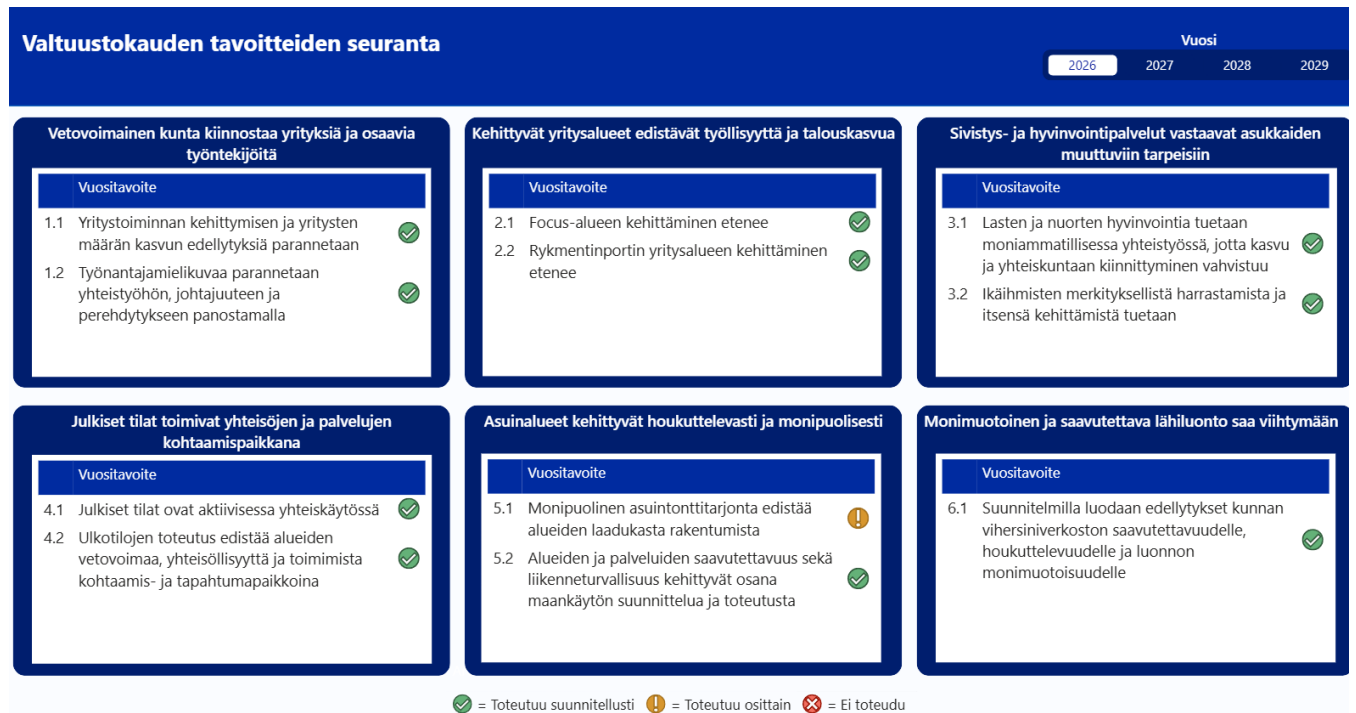 Valtuustokauden tavoitteiden seuranta
Vuosi
2026 2027 2028 2029
Vetovoimainen kunta kiinnostaa yrityksiä ja osaavia
työntekijöitä
Vuositavoite
1.1 Yritystoiminnan kehittymisen ja yritysten
määrän kasvun edellytyksiä parannetaan
1.2 Työnantajamielikuvaa parannetaan
yhteistyöhön, johtajuuteen ja
perehdytykseen panostamalla
Kehittyvät yritysalueet edistävät työllisyyttä ja talouskasvua
Vuositavoite
2.1 Focus-alueen kehittäminen etenee
2.2 Rykmentinportin yritysalueen kehittäminen
etenee
Sivistys- ja hyvinvointipalvelut vastaavat asukkaiden
muuttuviin tarpeisiin
Vuositavoite
3.1 Lasten ja nuorten hyvinvointia tuetaan
moniammatillisessa yhteistyössä, jotta kasvu
ja yhteiskuntaan kiinnittyminen vahvistuu
3.2 Ikäihmisten merkityksellistä harrastamista ja
itsensä kehittämistä tuetaan
Julkiset tilat toimivat yhteisöjen ja palvelujen
kohtaamispaikkana
Vuositavoite
4.1 Julkiset tilat ovat aktiivisessa yhteiskäytössä
4.2 Ulkotilojen toteutus edistää alueiden
vetovoimaa, yhteisöllisyyttä ja toimimista
kohtaamis- ja tapahtumapaikkoina
Asuinalueet kehittyvät houkuttelevasti ja monipuolisesti
Vuositavoite
5.1 Monipuolinen asuintonttitarjonta edistää
alueiden laadukasta rakentumista
5.2 Alueiden ja palveluiden saavutettavuus sekä
liikenneturvallisuus kehittyvät osana
maankäytön suunnittelua ja toteutusta
Monimuotoinen ja saavutettava lähiluonto saa viihtymään
Vuositavoite
6.1 Suunnitelmilla luodaan edellytykset kunnan
vihersiniverkoston saavutettavuudelle,
houkuttelevuudelle ja luonnon
monimuotoisuudelle
= Toteutuu suunnitellusti = Toteutuu osittain = Ei toteudu